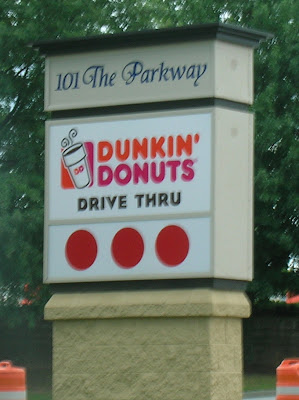 101 The Parkway
DUNKIN'
DONUTS
DRIVE THRU